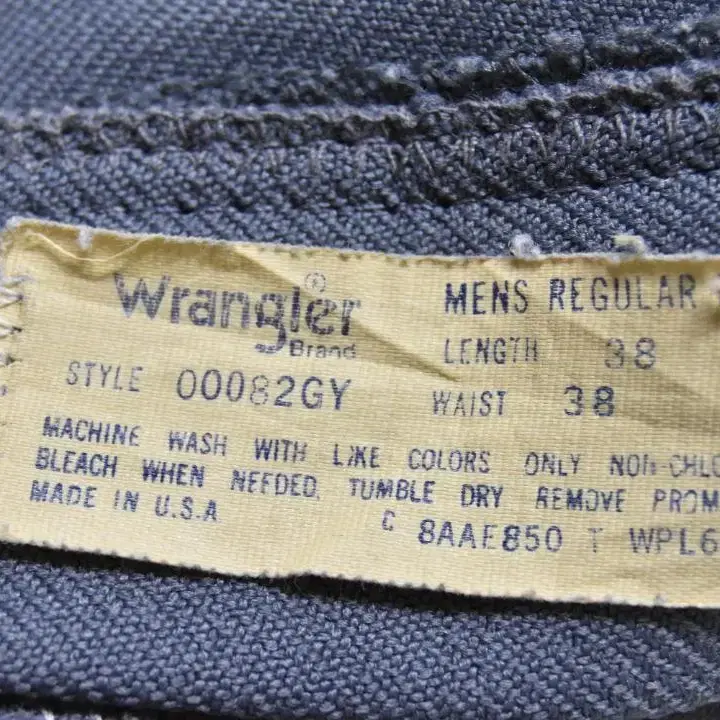 Wrangler®
Brand
MENS REGULAR
LENGTH 38
STYLE 00082GY
WAIST 38
MACHINE WASH WITH LIKE COLORS ONLY NON-CHLO
BLEACH WHEN NEEDED. TUMBLE DRY REMOVE PROM
MADE IN U.S.A
C 8AAE850 T WPL6